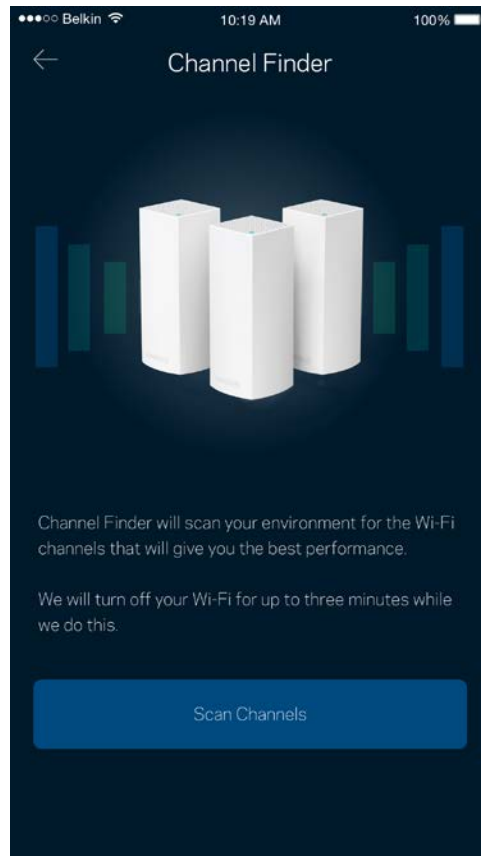 Belkin 10:19 AM 100%
Channel Finder
Channel Finder will scan your environment for the Wi-Fi
channels that will give you the best performance.
We will turn off your Wi-Fi for up to three minutes while
we do this.
Scan Channels